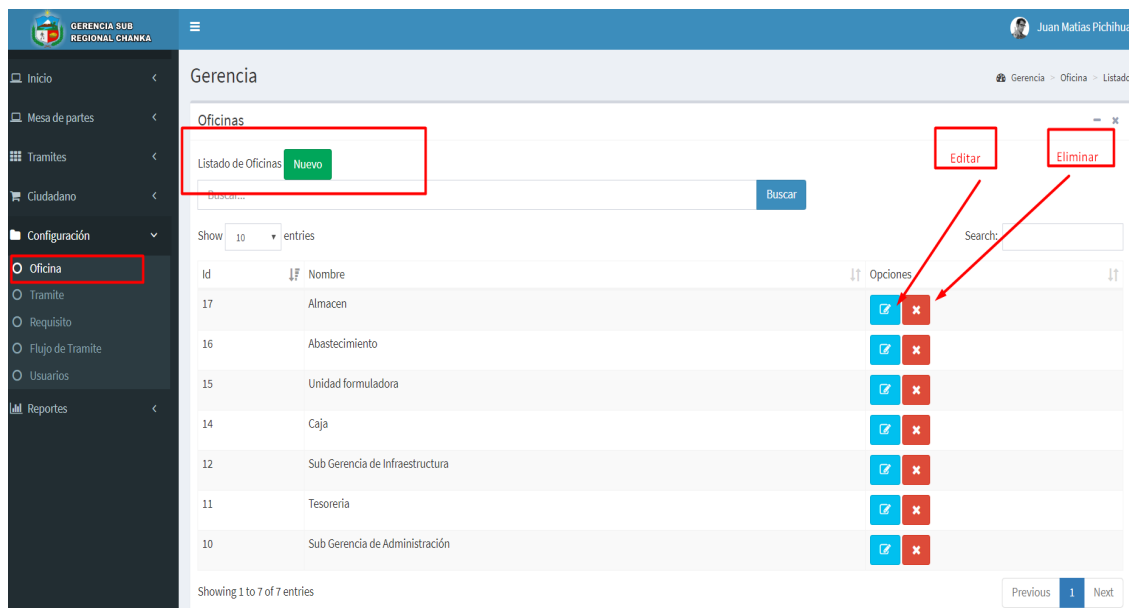 GERENCIA SUB
REGIONAL CHANKA
Juan Matias Pichihua
Inicio
Mesa de partes
Tramites
Ciudadano
Configuración
Oficina
Tramite
Requisito
Flujo de Tramite
Usuarios
Reportes
Gerencia
Gerencia > Oficina > Listado
Oficinas
Listado de Oficinas Nuevo
Editar
Eliminar
Buscar... Buscar
Show 10 entries Search:
Id Nombre Opciones
17 Almacen
16 Abastecimiento
15 Unidad formuladora
14 Caja
12 Sub Gerencia de Infraestructura
11 Tesoreria
10 Sub Gerencia de Administración
Showing 1 to 7 of 7 entries Previous 1 Next